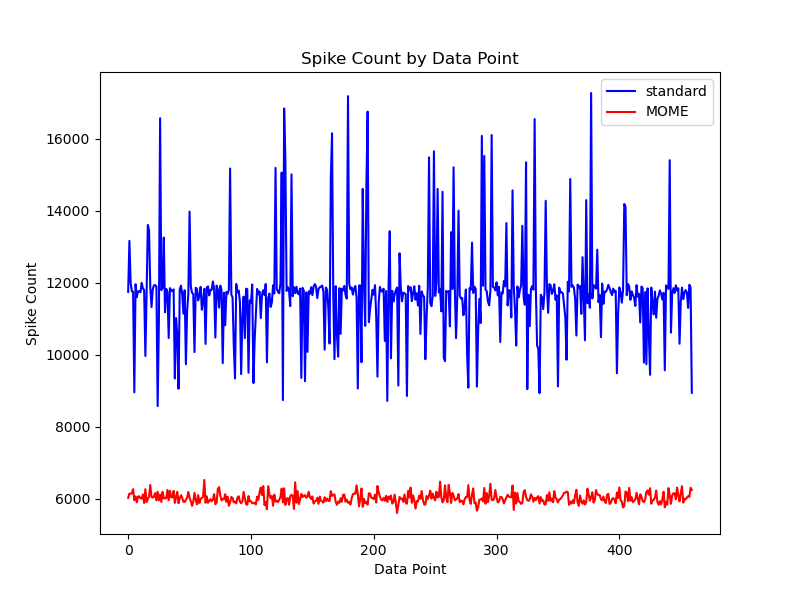 Spike Count by Data Point
standard
MOME
16000
14000
12000
10000
8000
6000
Spike Count
0
100
200
300
400
Data Point